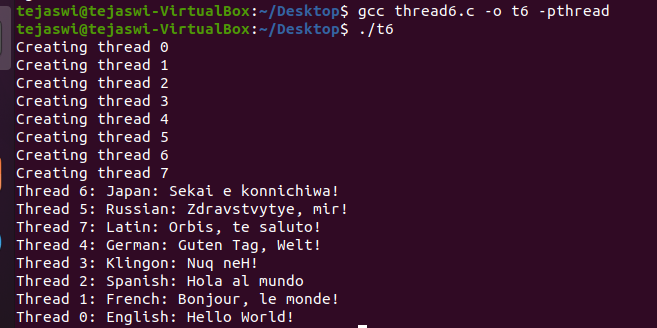 tejaswi@tejaswi-VirtualBox:~/Desktop$ gcc thread6.c -o t6 -pthread
tejaswi@tejaswi-VirtualBox:~/Desktop$ ./t6
Creating thread 0
Creating thread 1
Creating thread 2
Creating thread 3
Creating thread 4
Creating thread 5
Creating thread 6
Creating thread 7
Thread 6: Japan: Sekai e konnichiwa!
Thread 5: Russian: Zdravstvytye, mir!
Thread 7: Latin: Orbis, te saluto!
Thread 4: German: Guten Tag, Welt!
Thread 3: Klingon: Nuq neH!
Thread 2: Spanish: Hola al mundo
Thread 1: French: Bonjour, le monde!
Thread 0: English: Hello World!